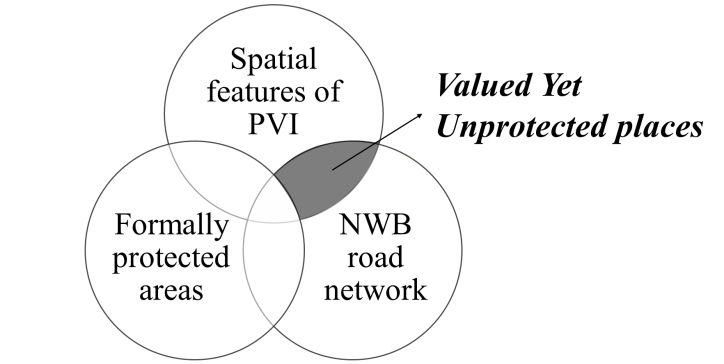 Spatial
features of
PVI
Valued Yet
Unprotected places
Formally
protected
areas
NWB
road
network